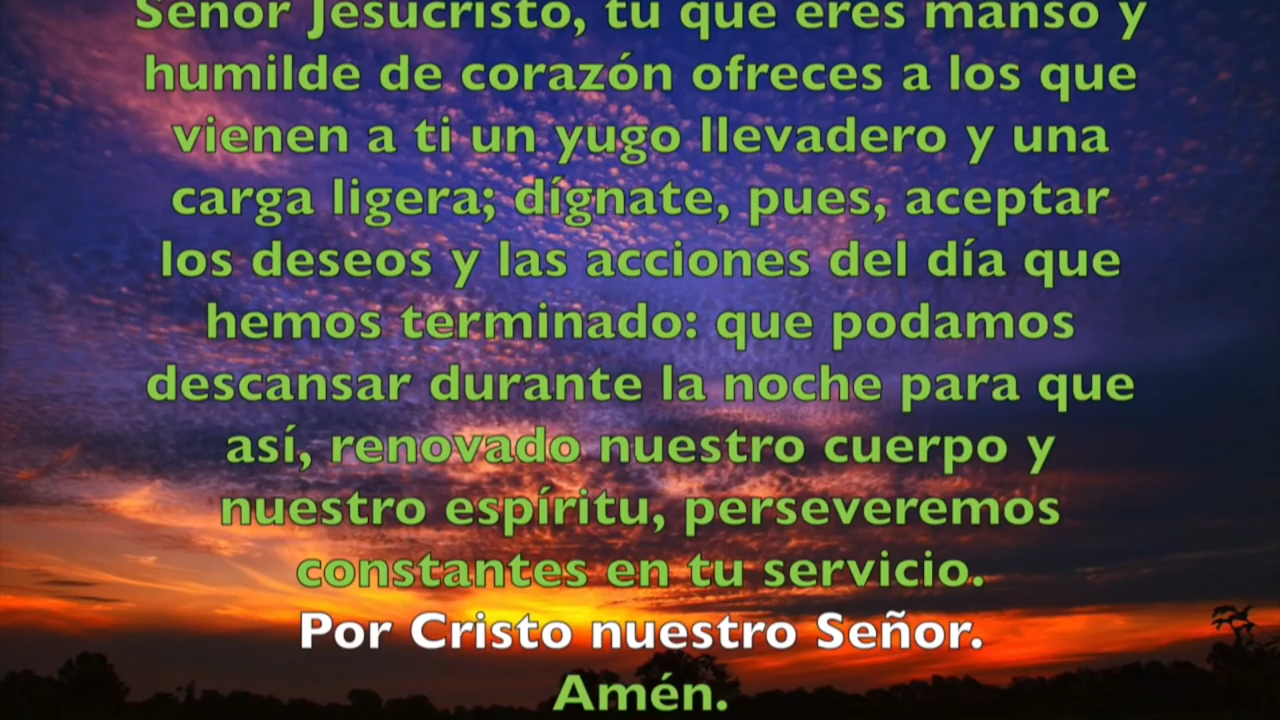 Señor Jesucristo, tú que eres manso y
humilde de corazón ofreces a los que
vienen a ti un yugo llevadero y una
carga ligera; dígnate, pues, aceptar
los deseos y las acciones del día que
hemos terminado: que podamos
descansar durante la noche para que
así, renovado nuestro cuerpo y
nuestro espíritu, perseveremos
constantes en tu servicio.
Por Cristo nuestro Señor.
Amén.